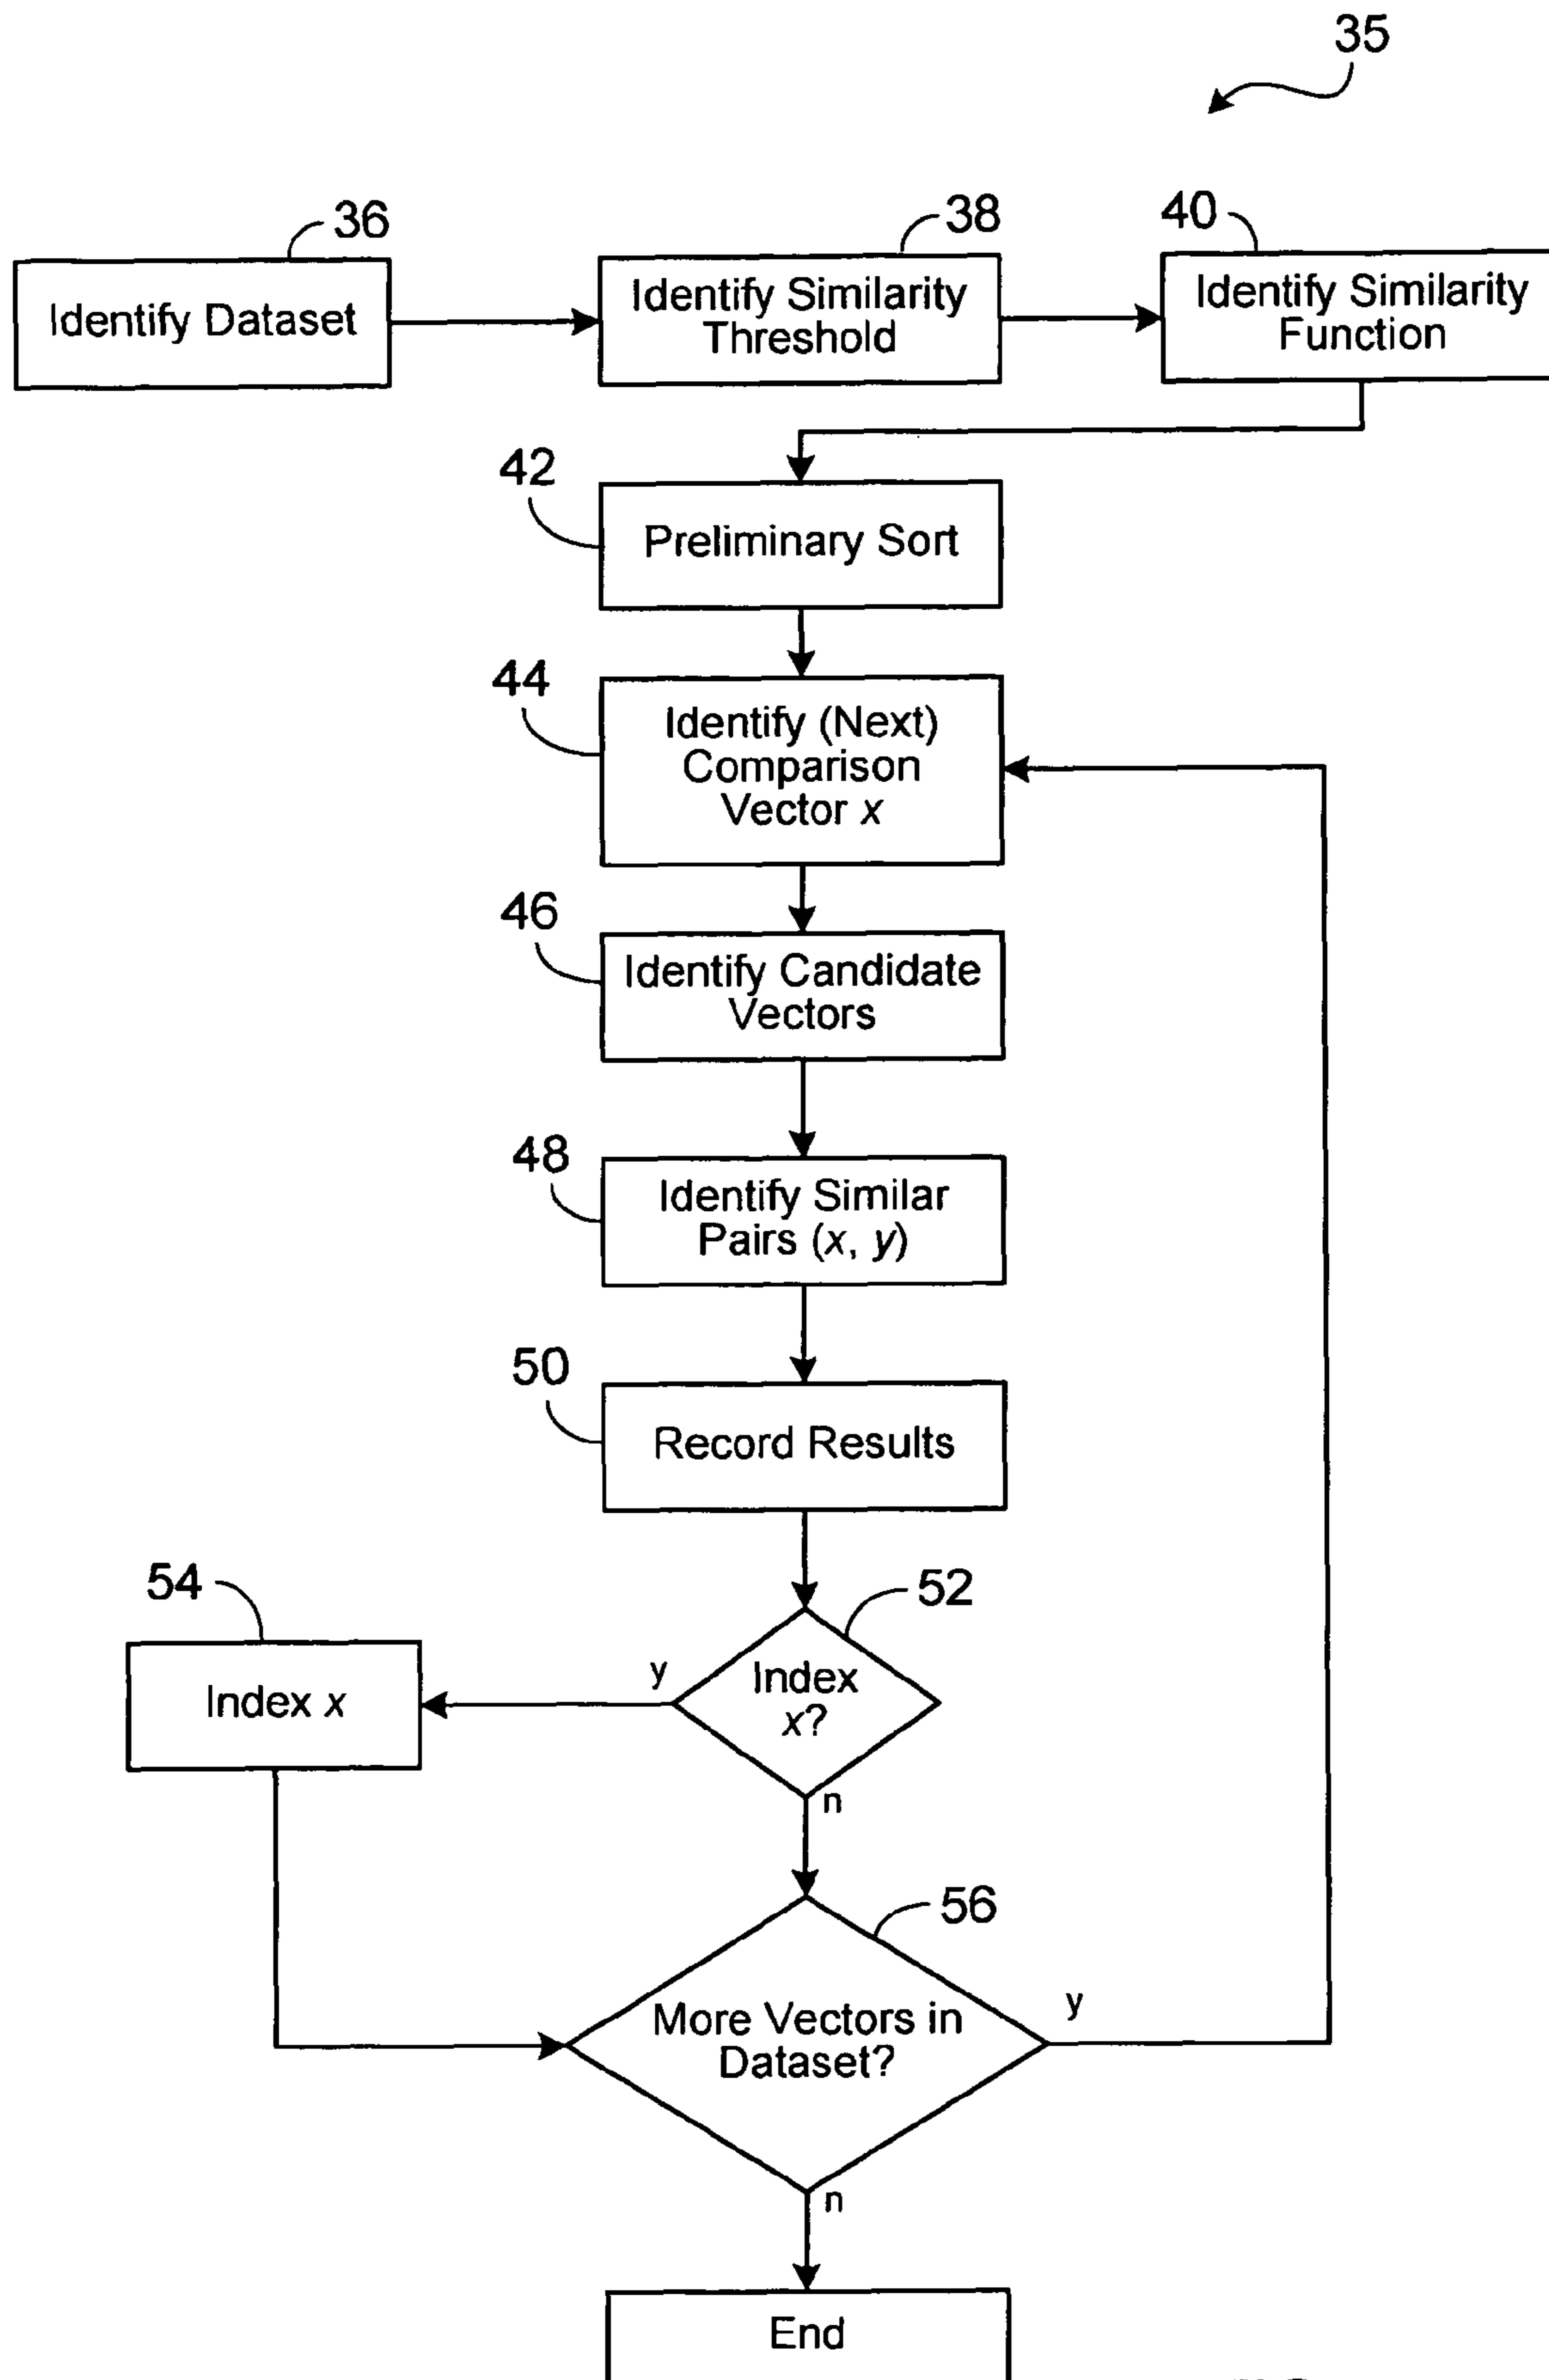 35
36
Identify Dataset
38
Identify Similarity
Threshold
40
Identify Similarity
Function
42
Preliminary Sort
44
Identify (Next)
Comparison
Vector x
46
Identify Candidate
Vectors
48
Identify Similar
Pairs (x, y)
50
Record Results
52
Index
x?
y
n
54
Index x
56
More Vectors in
Dataset?
y
n
End